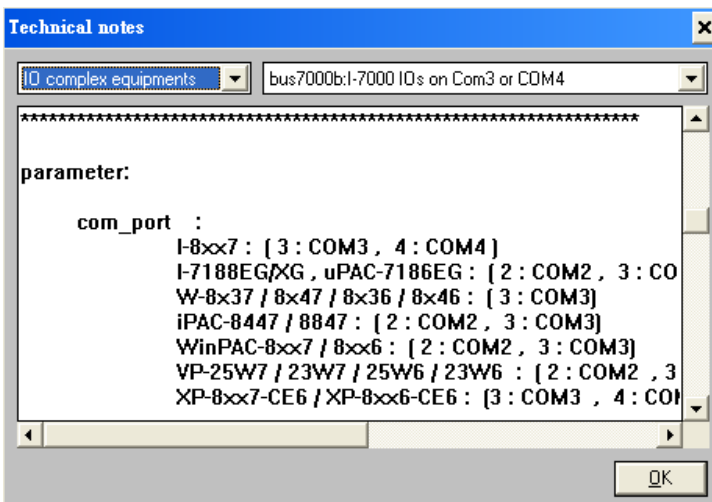 Technical notes
IO complex equipments bus7000b:I-7000 IOs on Com3 or COM4
*******************************************************************
parameter:
com_port :
I-8xx7 : ( 3 : COM3 , 4 : COM4 )
I-7188EG/XG , uPAC-7186EG : ( 2 : COM2 , 3 : CO
W-8x37 / 8x47 / 8x36 / 8x46 : ( 3 : COM3)
iPAC-8447 / 8847 : ( 2 : COM2 , 3 : COM3)
WinPAC-8xx7 / 8xx6 : ( 2 : COM2 , 3 : COM3)
VP-25W7 / 23W7 / 25W6 / 23W6 : ( 2 : COM2 , 3
XP-8xx7-CE6 / XP-8xx6-CE6 : (3 : COM3 , 4 : CO
OK